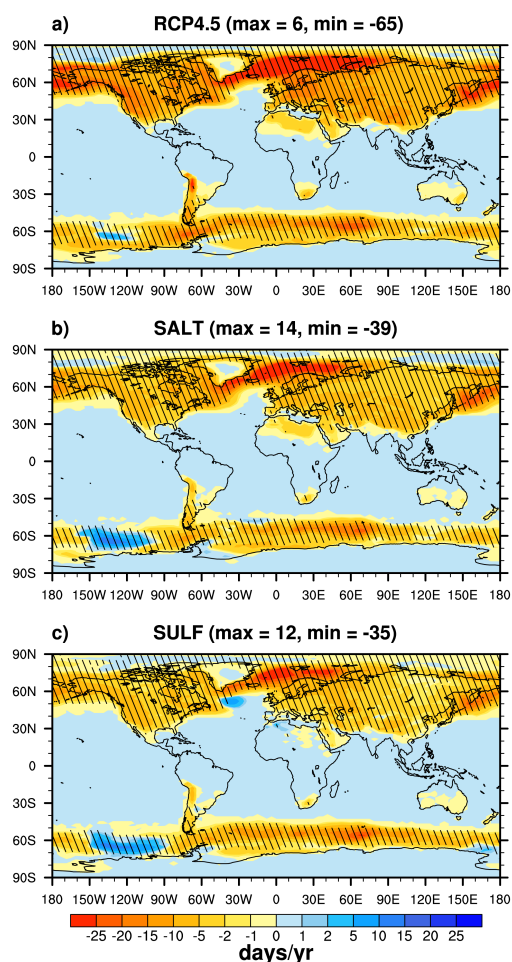 a) RCP4.5 (max = 6, min = -65)
90N
60N
30N
0
30S
60S
90S
180 150W 120W 90W 60W 30W 0 30E 60E 90E 120E 150E 180
b) SALT (max = 14, min = -39)
90N
60N
30N
0
30S
60S
90S
180 150W 120W 90W 60W 30W 0 30E 60E 90E 120E 150E 180
c) SULF (max = 12, min = -35)
90N
60N
30N
0
30S
60S
90S
180 150W 120W 90W 60W 30W 0 30E 60E 90E 120E 150E 180
-25 -20 -15 -10 -5 -2 -1 0 1 2 5 10 15 20 25
days/yr